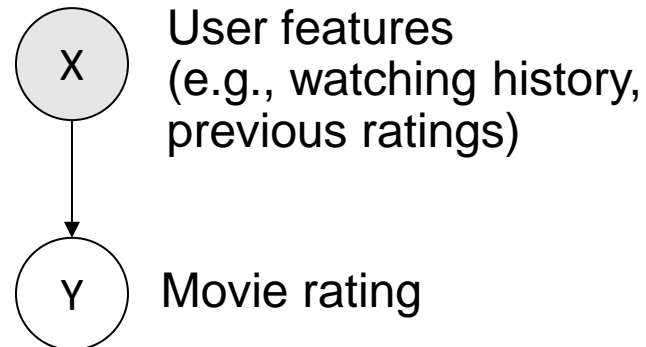 X
User features
(e.g., watching history,
previous ratings)
Y
Movie rating